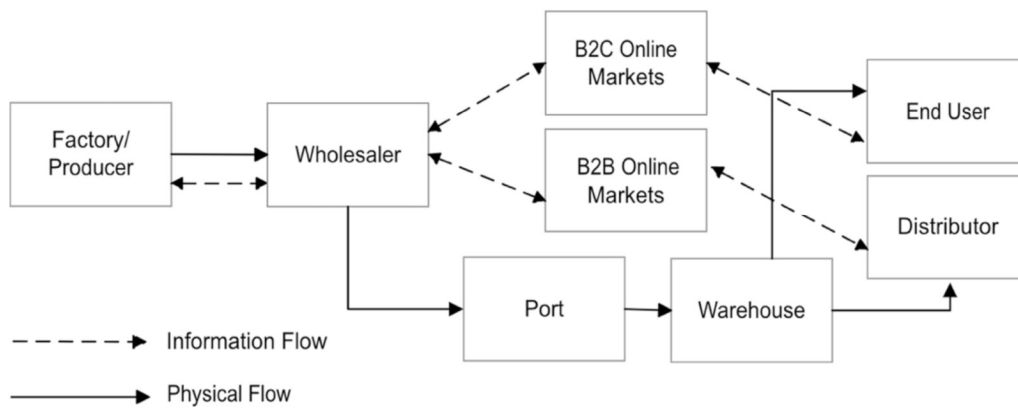 B2C Online
Markets
End User
Factory/
Producer
Wholesaler
B2B Online
Markets
Distributor
Port
Warehouse
Information Flow
Physical Flow